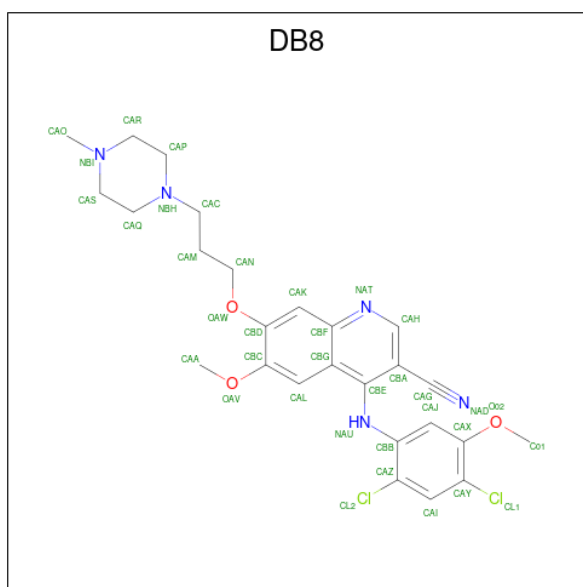 DB8
CAO
CAR
N
NBI
CAP
CAS
N
NBH
CAC
CAQ
CAM
CAN
O
OAW
CAK
NAT
N
CAH
CBD
CBF
CAA
CBC
CBG
CBA
O
OAV
CAL
CBE
CAG
CAJ
N
NAD
O02
HN
NAU
O
CAX
C01
CBB
CAZ
CAY
Cl
CL2
CAI
Cl
CL1